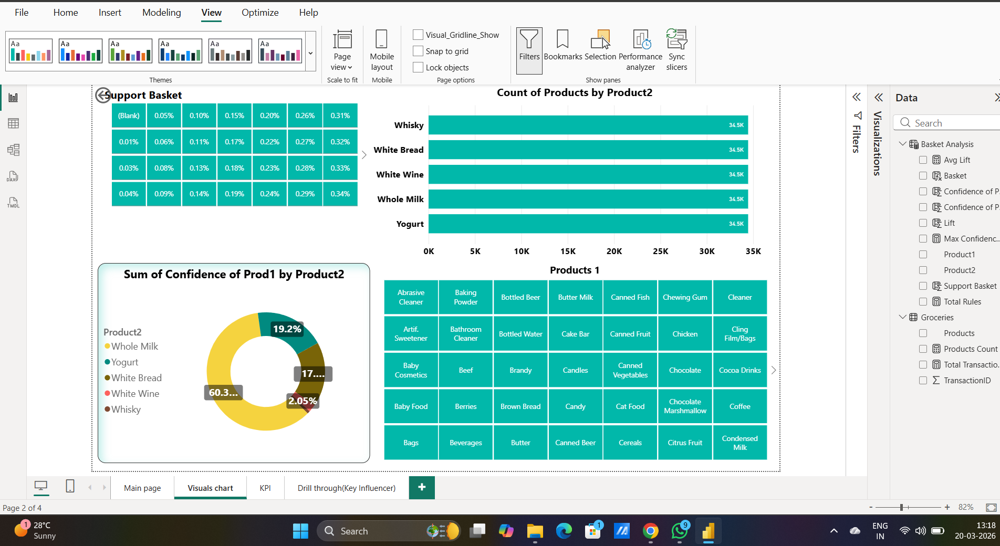 File Home Insert Modeling View Optimize Help
Aa Aa Aa Aa Aa Aa
Themes
Page
view
Scale to fit
Mobile
layout
Mobile
Visual_Gridline_Show
Snap to grid
Lock objects
Page options
Filters
Bookmarks
Selection
Performance
analyzer
Sync
slicers
Show panes
DAX
TMDL
Support Basket
(Blank) 0.05% 0.10% 0.15% 0.20% 0.26% 0.31%
0.01% 0.06% 0.11% 0.17% 0.22% 0.27% 0.32%
0.03% 0.08% 0.13% 0.18% 0.23% 0.28% 0.33%
0.04% 0.09% 0.14% 0.19% 0.24% 0.29% 0.34%
Count of Products by Product2
Whisky 34.5K
White Bread 34.5K
White Wine 34.5K
Whole Milk 34.5K
Yogurt 34.5K
0K 5K 10K 15K 20K 25K 30K 35K
Sum of Confidence of Prod1 by Product2
Product2
Whole Milk
Yogurt
White Bread
White Wine
Whisky
19.2%
17....
2.05%
60.3...
Products 1
Abrasive
Cleaner
Baking
Powder
Bottled Beer
Butter Milk
Canned Fish
Chewing Gum
Cleaner
Artif.
Sweetener
Bathroom
Cleaner
Bottled Water
Cake Bar
Canned Fruit
Chicken
Cling
Film/Bags
Baby
Cosmetics
Beef
Brandy
Candles
Canned
Vegetables
Chocolate
Cocoa Drinks
Baby Food
Berries
Brown Bread
Candy
Cat Food
Chocolate
Marshmallow
Coffee
Bags
Beverages
Butter
Canned Beer
Cereals
Citrus Fruit
Condensed
Milk
Filters
Visualizations
Data
Search
Basket Analysis
Avg Lift
Basket
Confidence of P...
Confidence of P...
Lift
Max Confidenc...
Product1
Product2
Support Basket
Total Rules
Groceries
Products
Products Count
Total Transactio...
TransactionID
Main page
Visuals chart
KPI
Drill through(Key Influencer)
+
Page 2 of 4
- + 82%
1
28°C
Sunny
Search
1
9
ENG
IN
13:18
20-03-2026